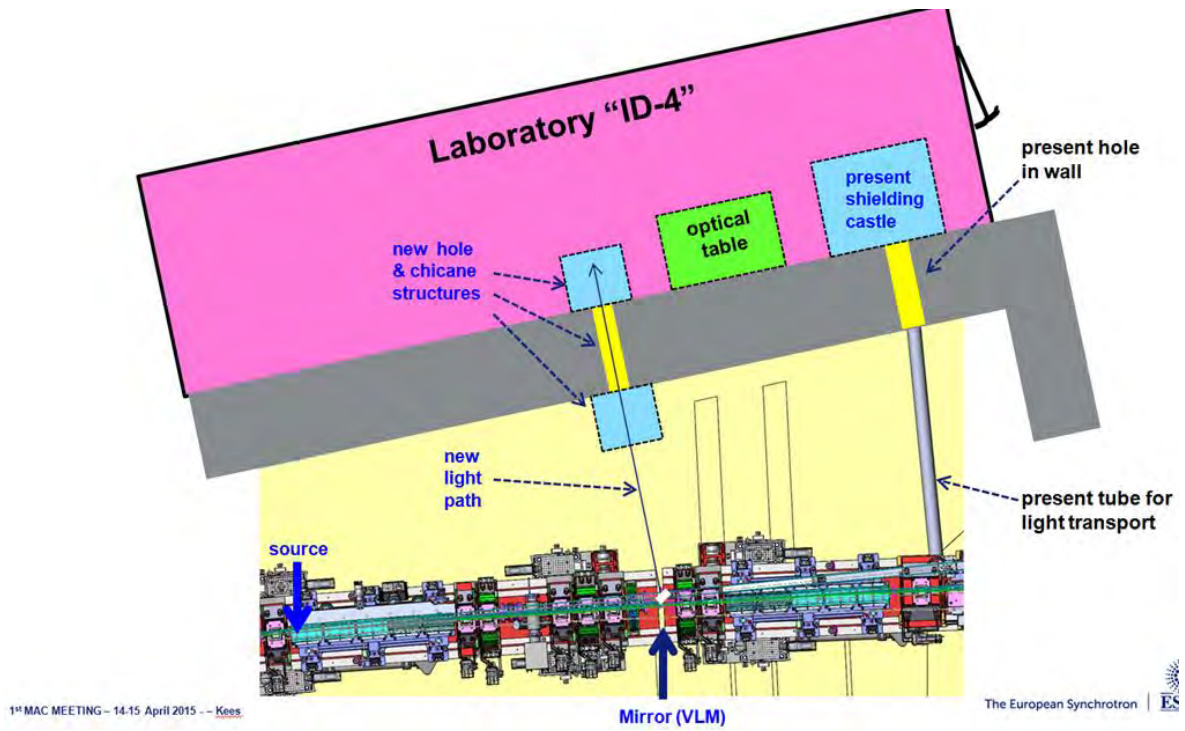 Laboratory “ID-4”
present hole
in wall
present
shielding
castle
optical
table
new hole
& chicane
structures
new
light
path
present tube for
light transport
source
1st MAC MEETING – 14-15 April 2015 - – Kees
Mirror (VLM)
The European Synchrotron
ES